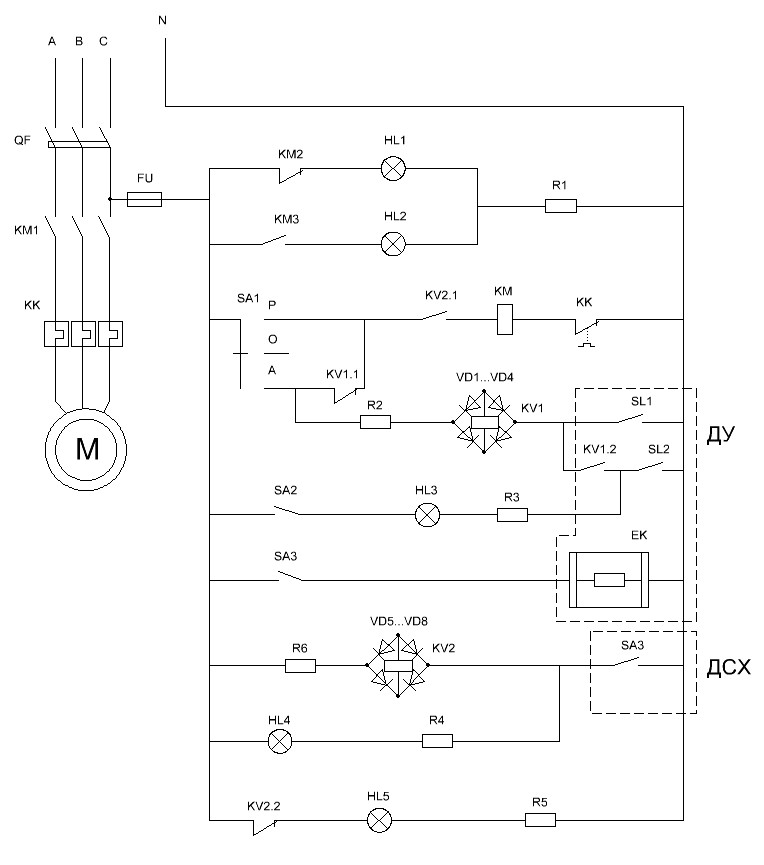 N
A B C
QF
KM2 HL1
FU
R1
KM3 HL2
KM1
SA1 P
KV2.1 KM KK
KK
O
A
KV1.1
VD1...VD4
R2 KV1 SL1
ДУ
M
KV1.2 SL2
SA2 HL3 R3
SA3 EK
VD5...VD8
R6 KV2 SA3
ДСХ
HL4 R4
KV2.2 HL5 R5